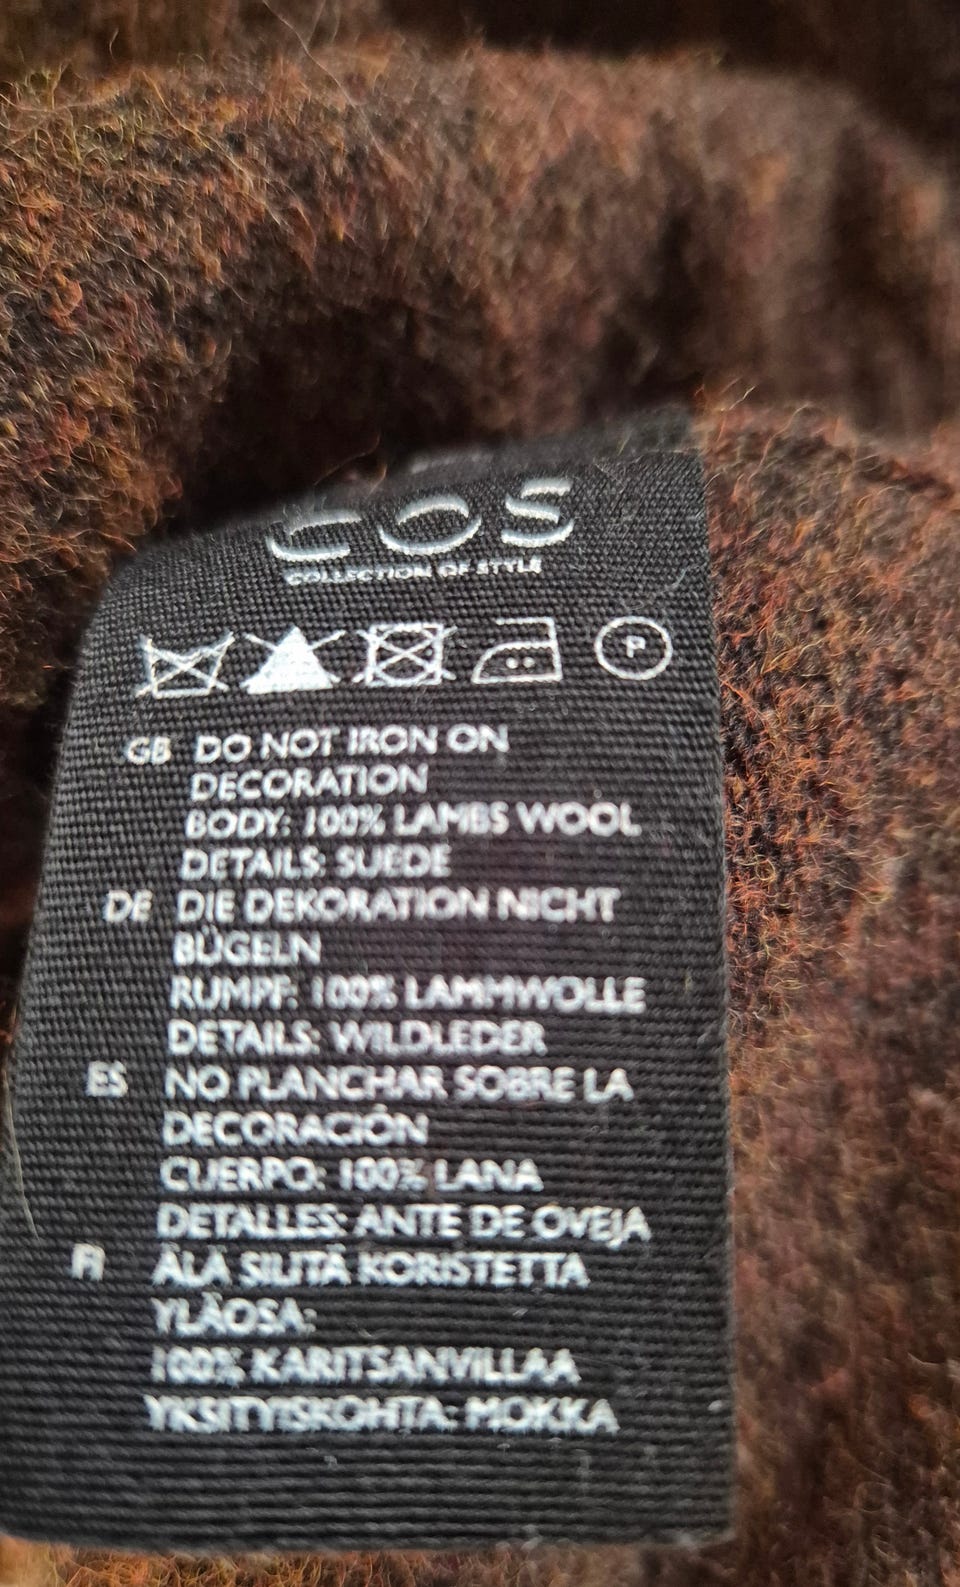 COS
COLLECTION OF STYLE
P
GB DO NOT IRON ON
DECORATION
BODY: 100% LAMBS WOOL
DETAILS: SUEDE
DE DIE DEKORATION NICHT
BÜGELN
RUMPF: 100% LAMMWOLLE
DETAILS: WILDLEDER
ES NO PLANCHAR SOBRE LA
DECORACIÓN
CUERPO: 100% LANA
DETALLES: ANTE DE OVEJA
FI ÄLÄ SILITÄ KORISTETTA
YLÄOSA:
100% KARITSANVILLAA
YKSITYISKOHTA: MOKKA